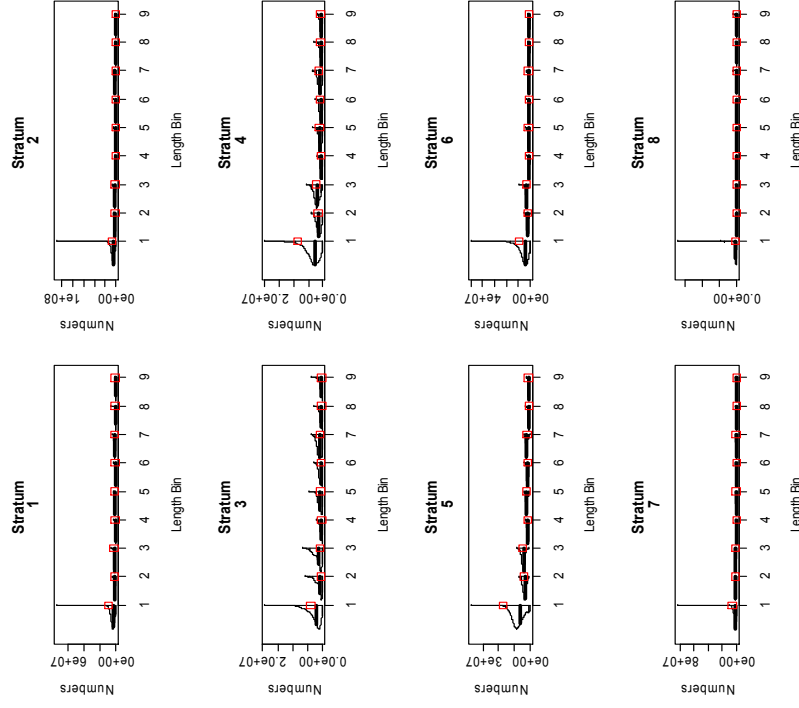 Stratum
1
Numbers
0e+00 6e+07
1 2 3 4 5 6 7 8 9
Length Bin
Stratum
2
Numbers
0e+00 1e+08
1 2 3 4 5 6 7 8 9
Length Bin
Stratum
3
Numbers
0.0e+00 2.0e+07
1 2 3 4 5 6 7 8 9
Length Bin
Stratum
4
Numbers
0.0e+00 2.0e+07
1 2 3 4 5 6 7 8 9
Length Bin
Stratum
5
Numbers
0e+00 3e+07
1 2 3 4 5 6 7 8 9
Length Bin
Stratum
6
Numbers
0e+00 4e+07
1 2 3 4 5 6 7 8 9
Length Bin
Stratum
7
Numbers
0e+00 8e+07
1 2 3 4 5 6 7 8 9
Length Bin
Stratum
8
Numbers
0.0e+00
1 2 3 4 5 6 7 8 9
Length Bin